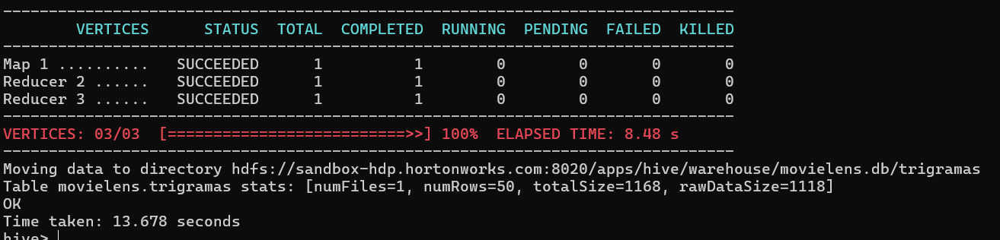 --------------------------------------------------------------------------------
        VERTICES      STATUS  TOTAL  COMPLETED  RUNNING  PENDING  FAILED  KILLED
--------------------------------------------------------------------------------
Map 1 ..........   SUCCEEDED      1          1        0        0       0       0
Reducer 2 ......   SUCCEEDED      1          1        0        0       0       0
Reducer 3 ......   SUCCEEDED      1          1        0        0       0       0
--------------------------------------------------------------------------------
VERTICES: 03/03  [==========================>>] 100%  ELAPSED TIME: 8.48 s
--------------------------------------------------------------------------------
Moving data to directory hdfs://sandbox-hdp.hortonworks.com:8020/apps/hive/warehouse/movielens.db/trigramas
Table movielens.trigramas stats: [numFiles=1, numRows=50, totalSize=1168, rawDataSize=1118]
OK
Time taken: 13.678 seconds
hive>